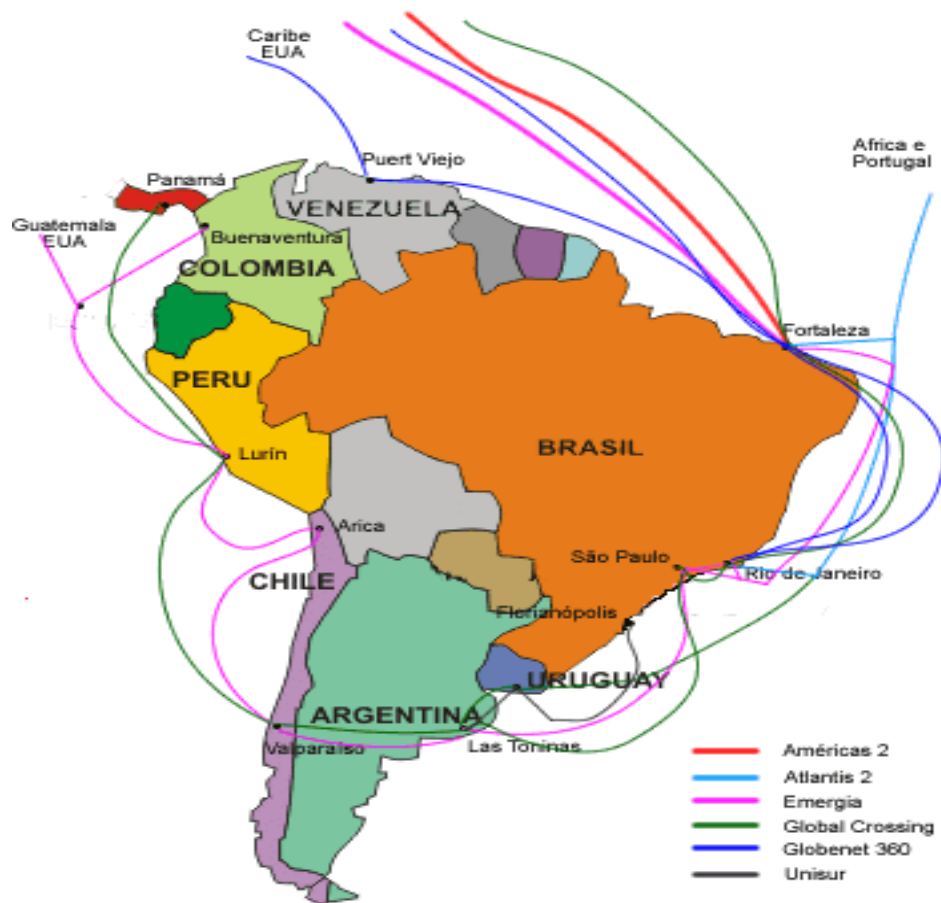 Caribe
EUA
Africa e
Portugal
Puert Viejo
Panamá
VENEZUELA
Guatemala
EUA
Buenaventura
COLOMBIA
Fortaleza
PERU
BRASIL
Lurín
Arica
São Paulo
CHILE
Rio de Janeiro
Flerianópolis
URUGUAY
ARGENTINA
Valparaíso
Las Toninas
Américas 2
Atlantis 2
Emergia
Global Crossing
Globenet 360
Unisur